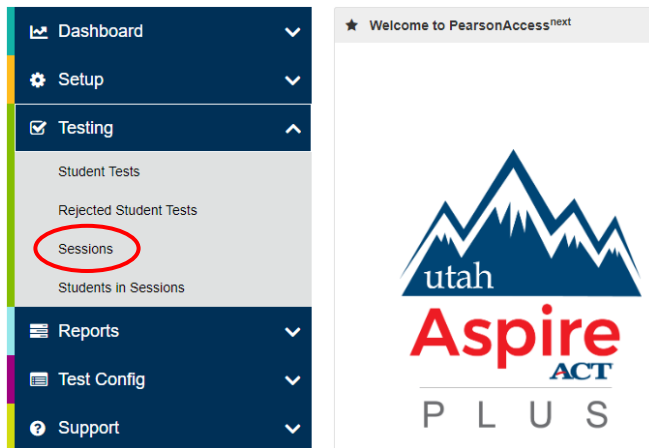 Dashboard
Setup
Testing
Student Tests
Rejected Student Tests
Sessions
Students in Sessions
Reports
Test Config
Support
Welcome to PearsonAccessnext
utah
Aspire
ACT
PLUS